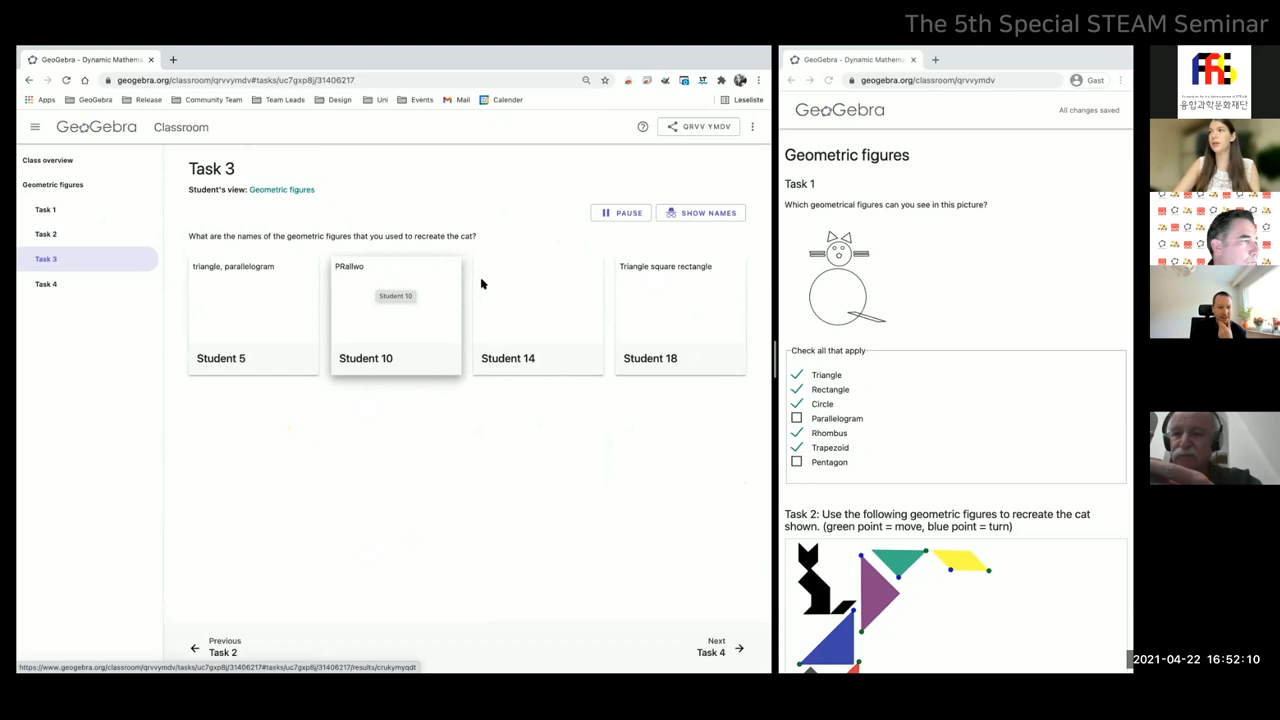 The 5th Special STEAM Seminar
GeoGebra - Dynamic Mathema
geogebra.org/classroom/qrvvymdv#tasks/uc7gxp8j/31406217
Apps
GeoGebra
Release
Community Team
Team Leads
Design
Uni
Events
Mail
Calender
Leseliste
GeoGebra
Classroom
QRVV YMDV
Class overview
Geometric figures
Task 1
Task 2
Task 3
Task 4
Task 3
Student's view: Geometric figures
PAUSE
SHOW NAMES
What are the names of the geometric figures that you used to recreate the cat?
triangle, parallelogram
Student 5
PRallwo
Student 10
Student 10
Student 14
Triangle square rectangle
Student 18
Previous
Task 2
Next
Task 4
https://www.geogebra.org/classroom/qrvvymdv/tasks/uc7gxp8j/31406217#tasks/uc7gxp8j/31406217/results/crukymyqdt
GeoGebra - Dynamic Mathema
geogebra.org/classroom/qrvvymdv
Gast
GeoGebra
All changes saved
Geometric figures
Task 1
Which geometrical figures can you see in this picture?
Check all that apply
Triangle
Rectangle
Circle
Parallelogram
Rhombus
Trapezoid
Pentagon
Task 2: Use the following geometric figures to recreate the cat
shown. (green point = move, blue point = turn)
융합과학문화재단
2021-04-22 16:52:10